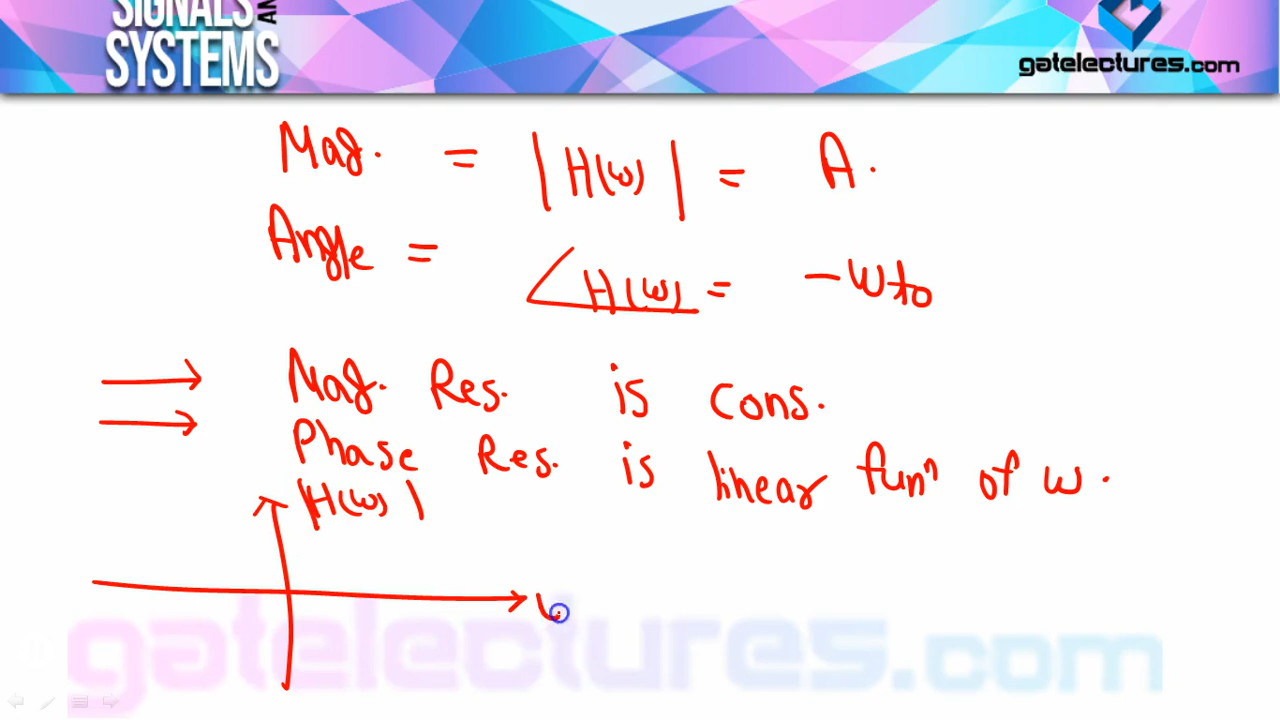 SIGNALS AND
SYSTEMS
gatelectures.com
Mag. = |H(ω)| = A.
Angle = ∠H(ω) = -ωto
→ Mag. Res. is cons.
→ Phase Res. is linear funⁿ of ω.
|H(ω)|
gatelectures.com